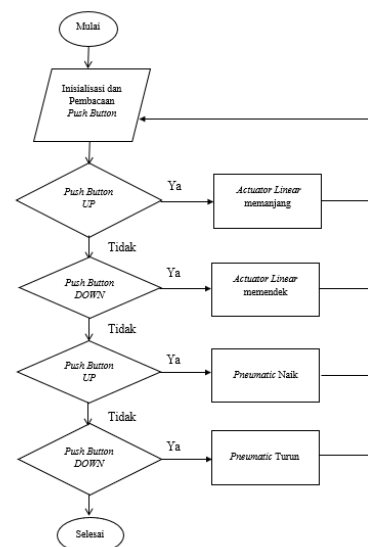 Mulai
Inisialisasi dan
Pembacaan
Push Button
Push Button
UP
Ya
Actuator Linear
memanjang
Tidak
Push Button
DOWN
Ya
Actuator Linear
memendek
Tidak
Push Button
UP
Ya
Pneumatic Naik
Tidak
Push Button
DOWN
Ya
Pneumatic Turun
Selesai